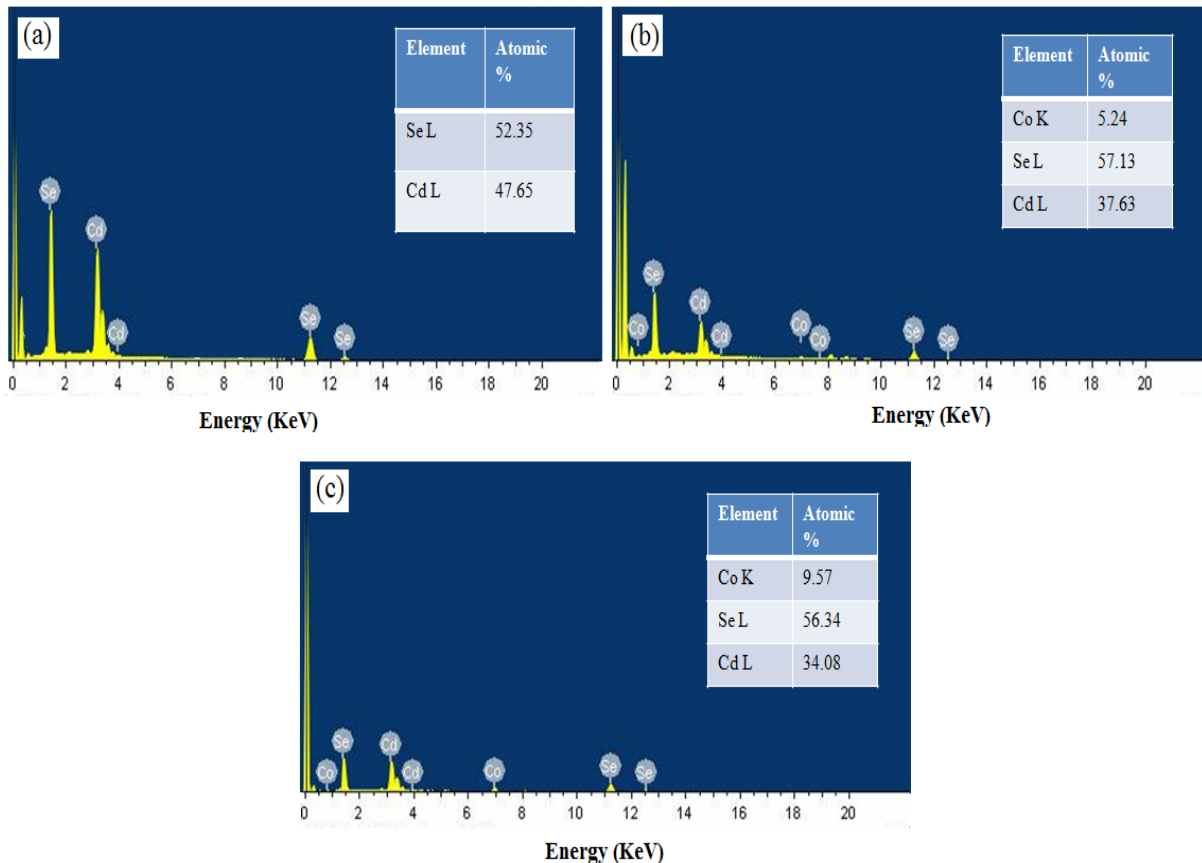 (a)
Element Atomic %
Se L 52.35
Cd L 47.65
Se
Cd
Cd
Se
Se
0 2 4 6 8 10 12 14 16 18 20
Energy (KeV)
(b)
Element Atomic %
Co K 5.24
Se L 57.13
Cd L 37.63
Co
Se
Cd
Cd
Co
Co
Se
Se
0 2 4 6 8 10 12 14 16 18 20
Energy (KeV)
(c)
Element Atomic %
Co K 9.57
Se L 56.34
Cd L 34.08
Co
Se
Cd
Cd
Co
Se
Se
0 2 4 6 8 10 12 14 16 18 20
Energy (KeV)